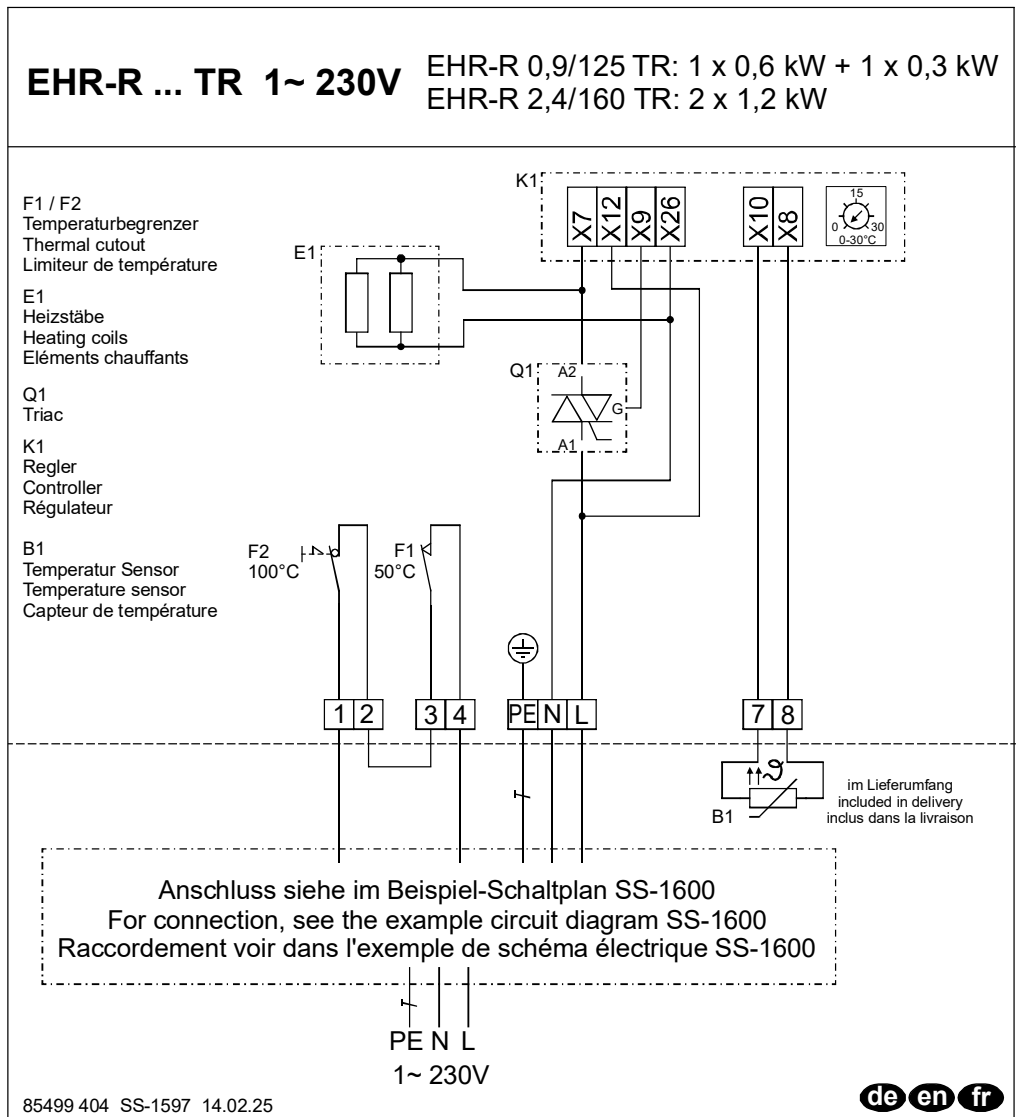 EHR-R ... TR 1~ 230V
EHR-R 0,9/125 TR: 1 x 0,6 kW + 1 x 0,3 kW
EHR-R 2,4/160 TR: 2 x 1,2 kW
F1 / F2
Temperaturbegrenzer
Thermal cutout
Limiteur de température
E1
Heizstäbe
Heating coils
Eléments chauffants
Q1
Triac
K1
Regler
Controller
Régulateur
B1
Temperatur Sensor
Temperature sensor
Capteur de température
K1
X7 X12 X9 X26 X10 X8
15
0 30
0-30°C
E1
Q1 A2
G
A1
F2
100°C
F1
50°C
1 2 3 4 PE N L 7 8
B1
im Lieferumfang
included in delivery
inclus dans la livraison
Anschluss siehe im Beispiel-Schaltplan SS-1600
For connection, see the example circuit diagram SS-1600
Raccordement voir dans l'exemple de schéma électrique SS-1600
PE N L
1~ 230V
85499 404 SS-1597 14.02.25
de en fr